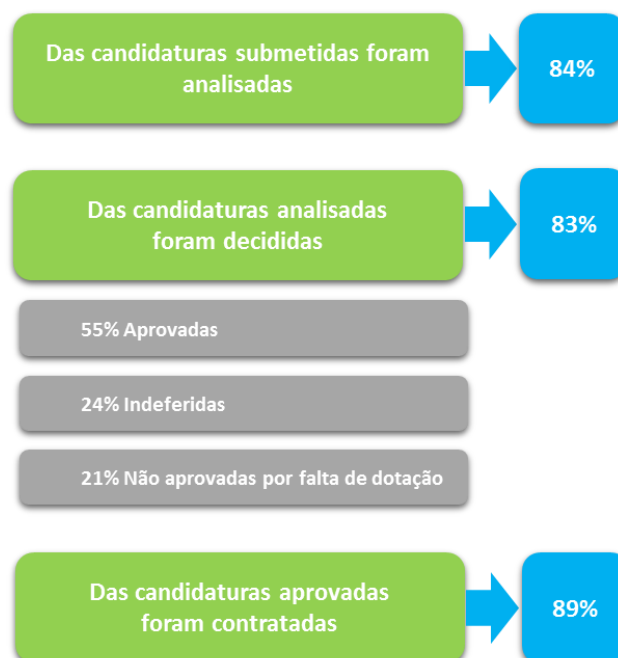 Das candidaturas submetidas foram
analisadas
84%
Das candidaturas analisadas
foram decididas
83%
55% Aprovadas
24% Indeferidas
21% Não aprovadas por falta de dotação
Das candidaturas aprovadas
foram contratadas
89%